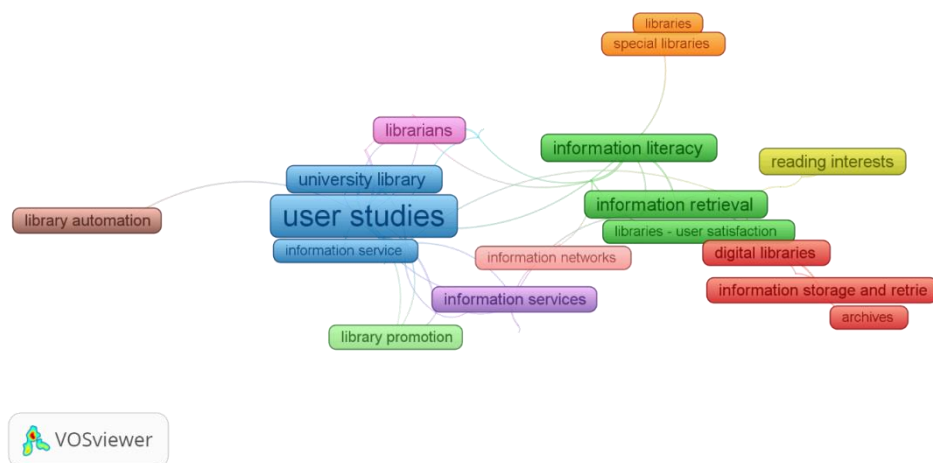 libraries
special libraries
librarians
information literacy
reading interests
university library
user studies
information retrieval
library automation
libraries - user satisfaction
information service
digital libraries
information networks
information storage and retrie
information services
archives
library promotion
VOSviewer